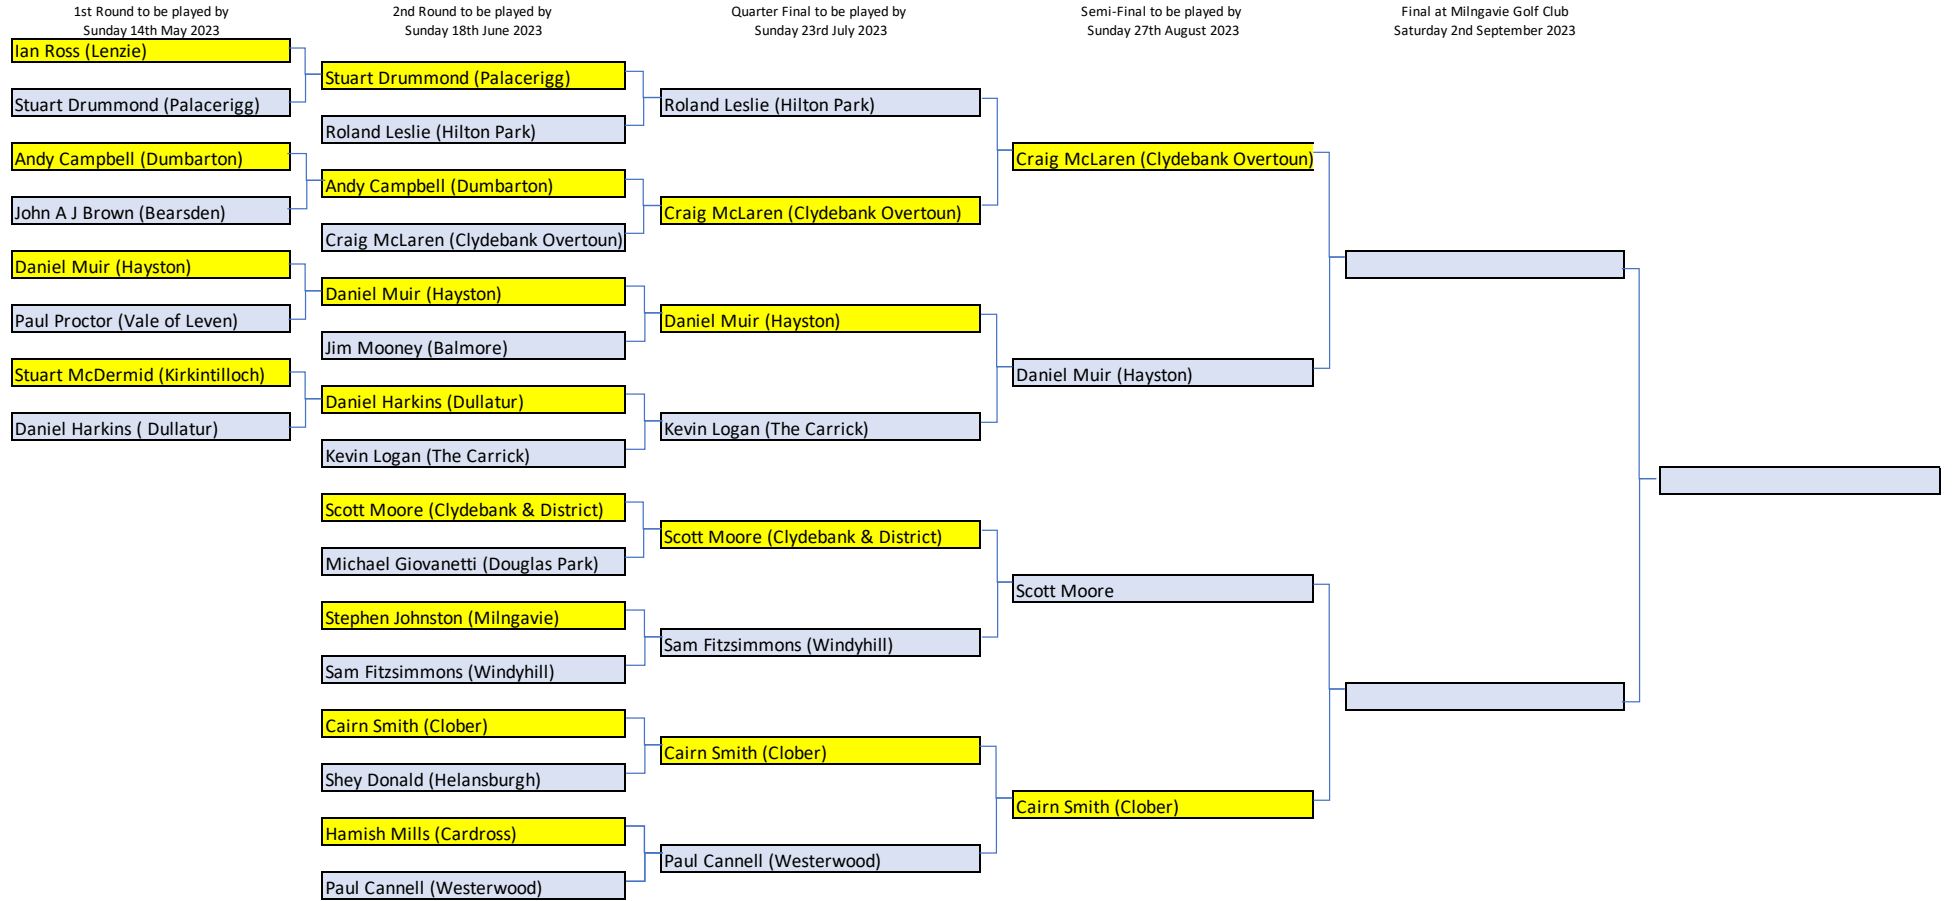 1st Round to be played by
Sunday 14th May 2023
2nd Round to be played by
Sunday 18th June 2023
Quarter Final to be played by
Sunday 23rd July 2023
Semi-Final to be played by
Sunday 27th August 2023
Final at Milngavie Golf Club
Saturday 2nd September 2023
Ian Ross (Lenzie)
Stuart Drummond (Palacerigg)
Andy Campbell (Dumbarton)
John A J Brown (Bearsden)
Daniel Muir (Hayston)
Paul Proctor (Vale of Leven)
Stuart McDermid (Kirkintilloch)
Daniel Harkins ( Dullatur)
Stuart Drummond (Palacerigg)
Roland Leslie (Hilton Park)
Andy Campbell (Dumbarton)
Craig McLaren (Clydebank Overtoun)
Daniel Muir (Hayston)
Jim Mooney (Balmore)
Daniel Harkins (Dullatur)
Kevin Logan (The Carrick)
Scott Moore (Clydebank & District)
Michael Giovanetti (Douglas Park)
Stephen Johnston (Milngavie)
Sam Fitzsimmons (Windyhill)
Cairn Smith (Clober)
Shey Donald (Helansburgh)
Hamish Mills (Cardross)
Paul Cannell (Westerwood)
Roland Leslie (Hilton Park)
Craig McLaren (Clydebank Overtoun)
Daniel Muir (Hayston)
Kevin Logan (The Carrick)
Scott Moore (Clydebank & District)
Sam Fitzsimmons (Windyhill)
Cairn Smith (Clober)
Paul Cannell (Westerwood)
Craig McLaren (Clydebank Overtoun)
Daniel Muir (Hayston)
Scott Moore
Cairn Smith (Clober)